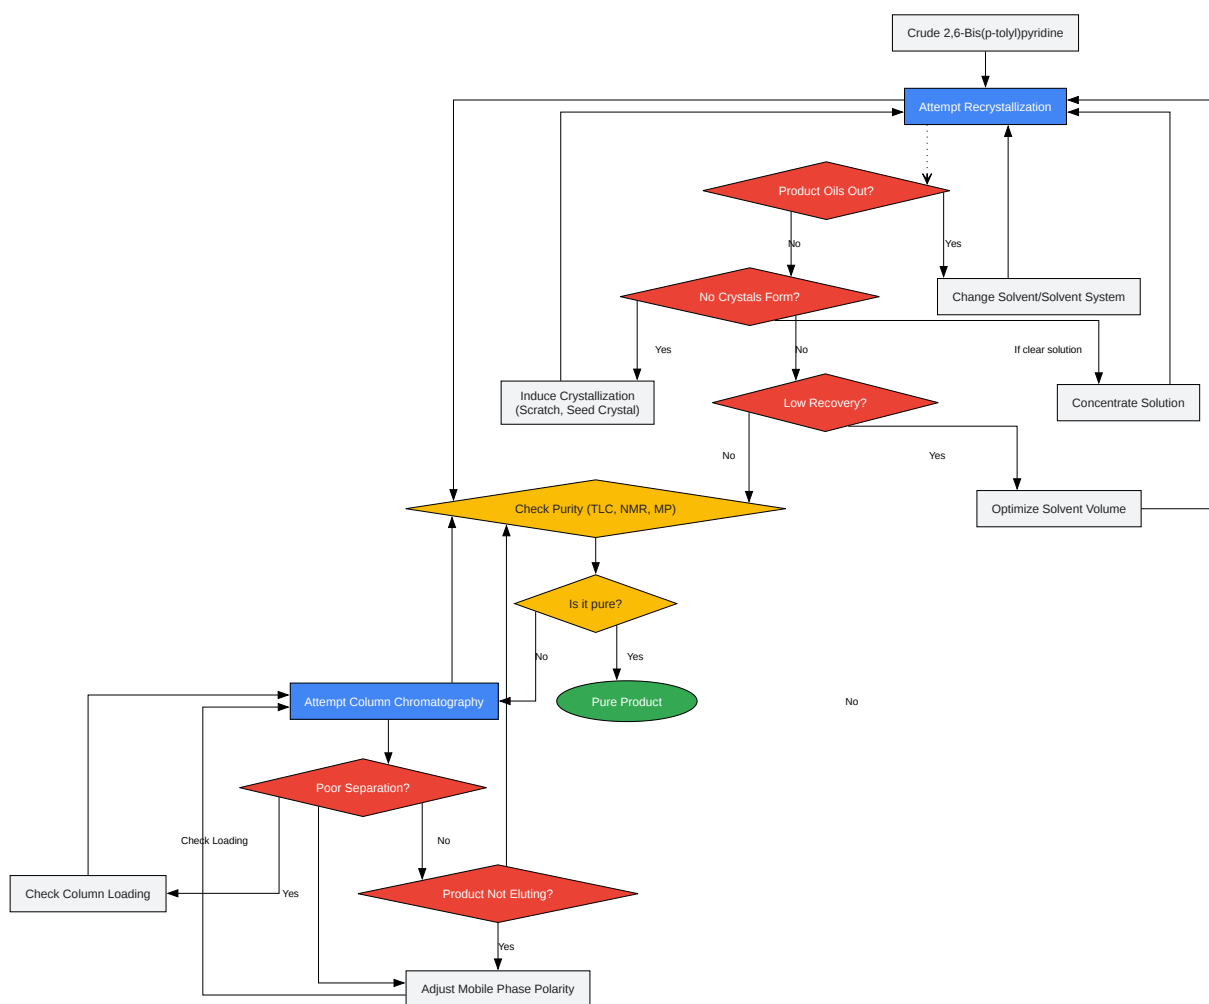 Crude 2,6-Bis(p-tolyl)pyridine
Attempt Recrystallization
Product Oils Out?
No
Yes
No Crystals Form?
Change Solvent/Solvent System
Yes
No
If clear solution
Induce Crystallization
(Scratch, Seed Crystal)
Low Recovery?
Concentrate Solution
No
Yes
Check Purity (TLC, NMR, MP)
Optimize Solvent Volume
Is it pure?
No
Yes
Attempt Column Chromatography
Pure Product
No
Poor Separation?
Check Loading
No
Check Column Loading
Yes
Product Not Eluting?
Yes
Adjust Mobile Phase Polarity